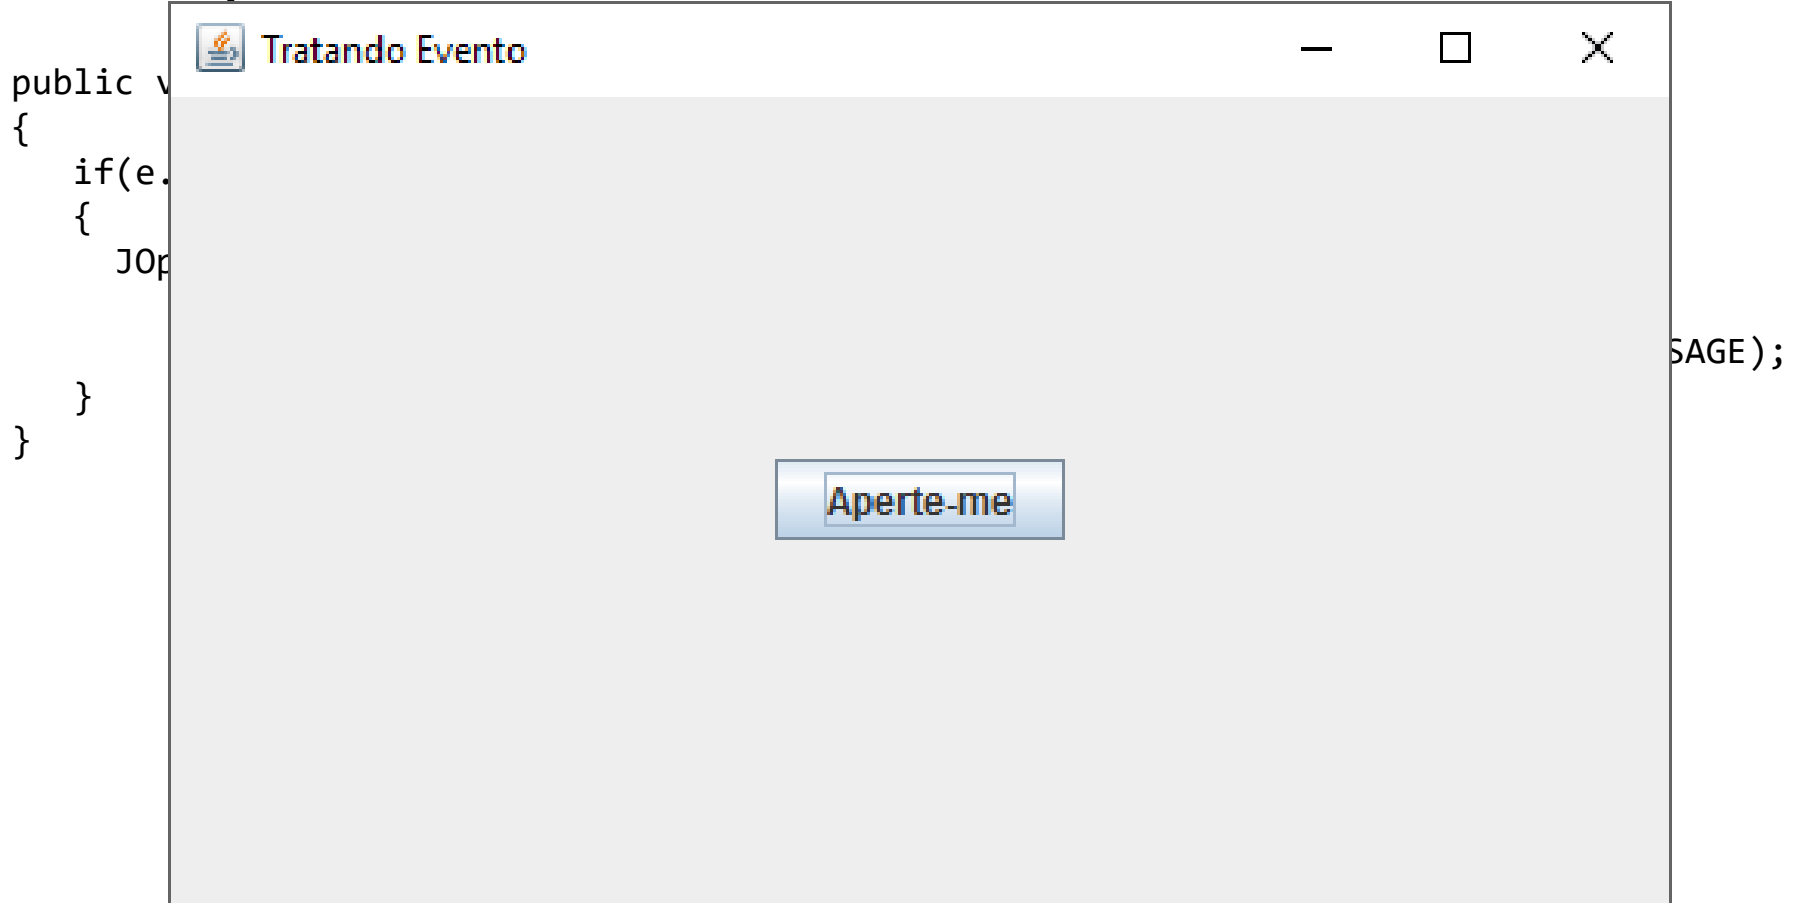 Tratando Evento
public v
{
if(e.
{
JOp
SAGE);
}
}
Aperte-me